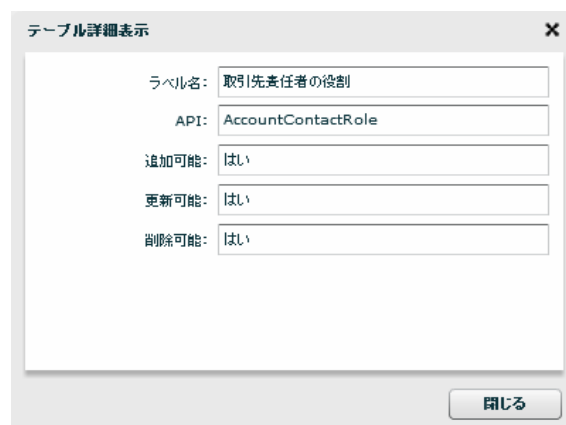 テーブル詳細表示
ラベル名: 取引先責任者の役割
API: AccountContactRole
追加可能: はい
更新可能: はい
削除可能: はい
閉じる